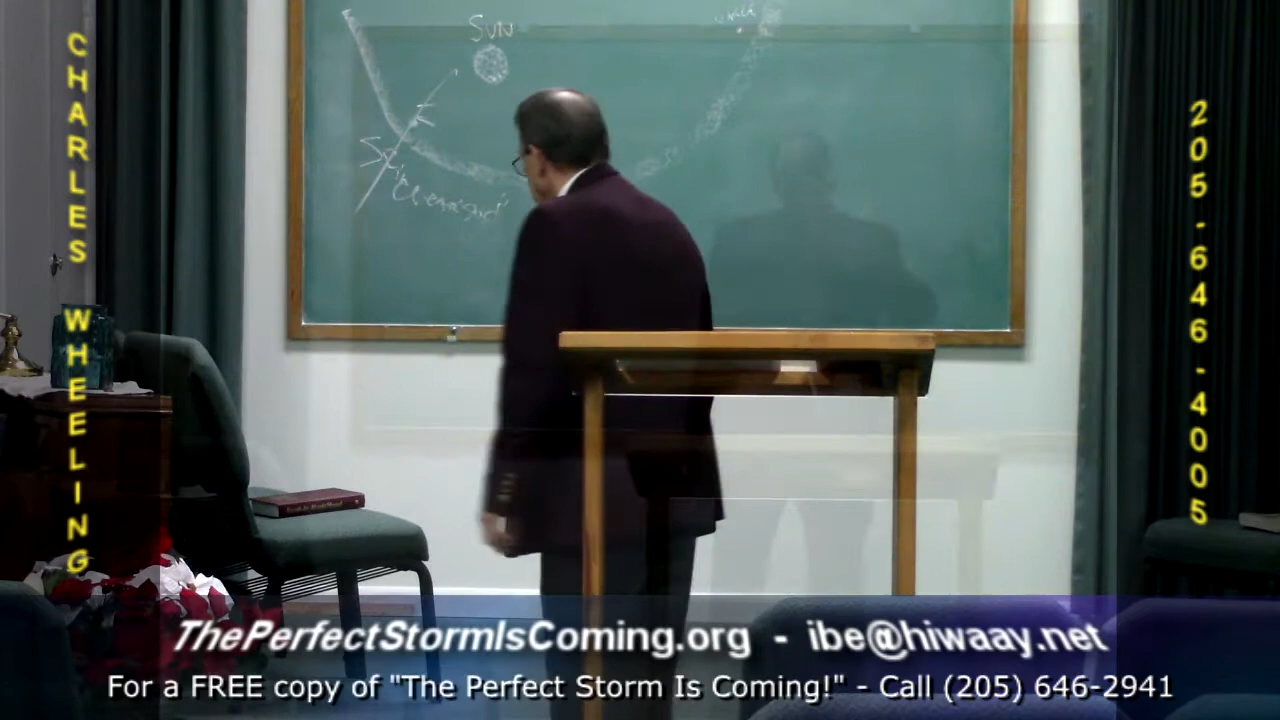 SUN
CHARLES WHEELING
205-646-4005
ThePerfectStormIsComing.org - ibe@hiwaay.net
For a FREE copy of "The Perfect Storm Is Coming!" - Call (205) 646-2941